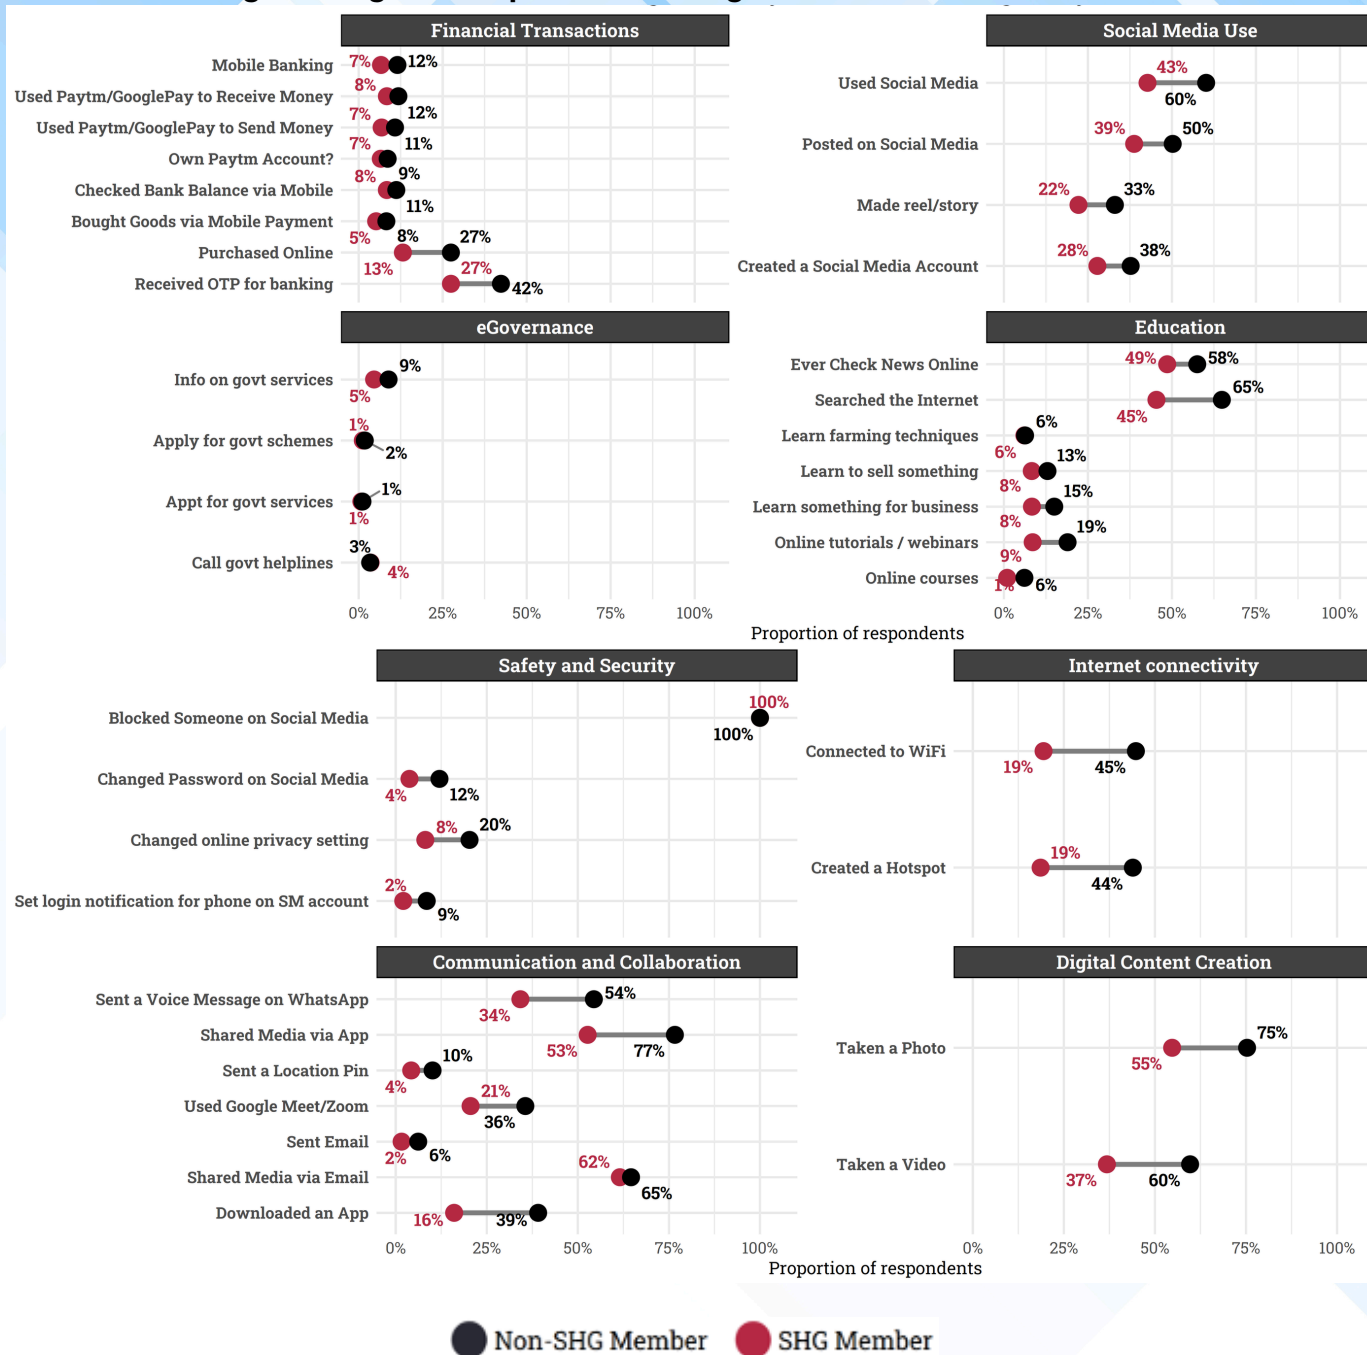 Financial Transactions
Mobile Banking
7%
12%
Used Paytm/GooglePay to Receive Money
8%
12%
Used Paytm/GooglePay to Send Money
7%
11%
Own Paytm Account?
7%
9%
Checked Bank Balance via Mobile
8%
11%
Bought Goods via Mobile Payment
5%
8%
Purchased Online
13%
27%
Received OTP for banking
27%
42%
Social Media Use
Used Social Media
43%
60%
Posted on Social Media
39%
50%
Made reel/story
22%
33%
Created a Social Media Account
28%
38%
eGovernance
Info on govt services
5%
9%
Apply for govt schemes
1%
2%
Appt for govt services
1%
1%
Call govt helplines
3%
4%
0% 25% 50% 75% 100%
Education
Ever Check News Online
49%
58%
Searched the Internet
45%
65%
Learn farming techniques
6%
6%
Learn to sell something
8%
13%
Learn something for business
8%
15%
Online tutorials / webinars
9%
19%
Online courses
1%
6%
0% 25% 50% 75% 100%
Proportion of respondents
Safety and Security
Blocked Someone on Social Media
100%
100%
Changed Password on Social Media
4%
12%
Changed online privacy setting
8%
20%
Set login notification for phone on SM account
2%
9%
Internet connectivity
Connected to WiFi
19%
45%
Created a Hotspot
19%
44%
Communication and Collaboration
Sent a Voice Message on WhatsApp
34%
54%
Shared Media via App
53%
77%
Sent a Location Pin
4%
10%
Used Google Meet/Zoom
21%
36%
Sent Email
2%
6%
Shared Media via Email
62%
65%
Downloaded an App
16%
39%
0% 25% 50% 75% 100%
Digital Content Creation
Taken a Photo
55%
75%
Taken a Video
37%
60%
0% 25% 50% 75% 100%
Proportion of respondents
Non-SHG Member SHG Member